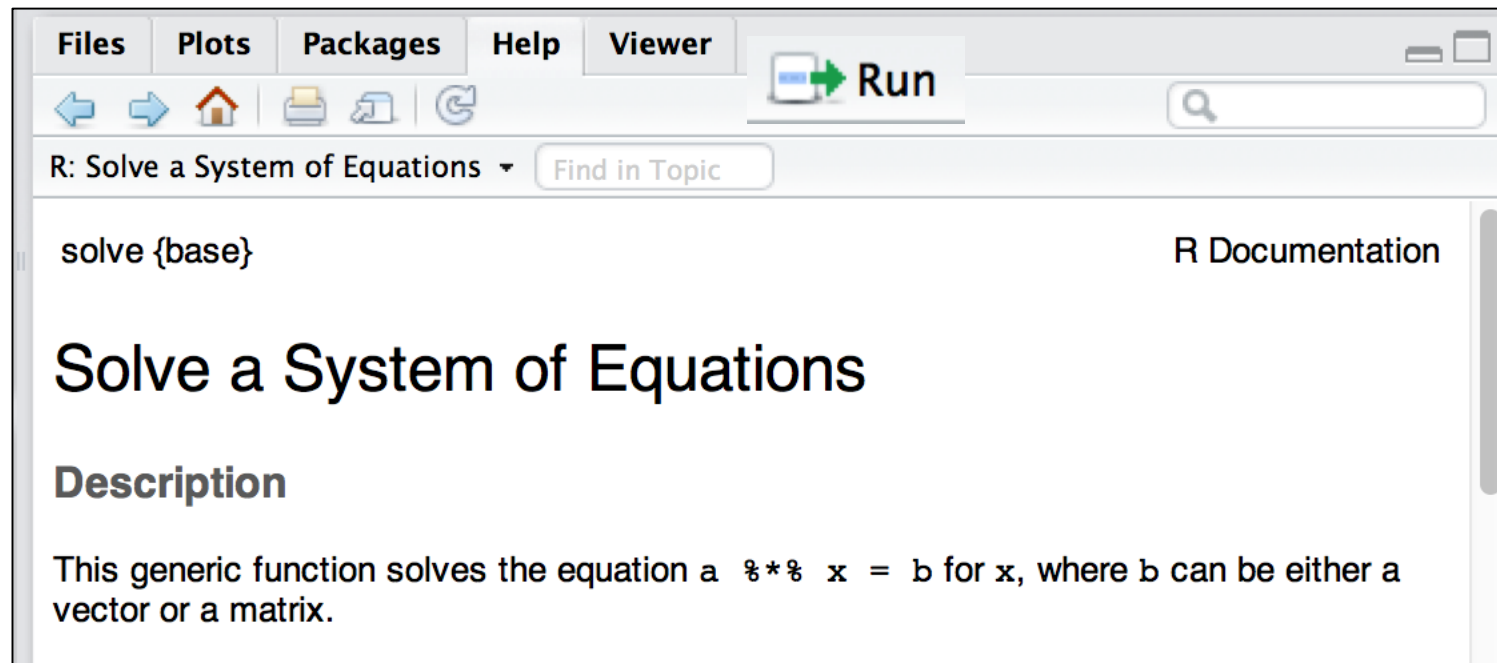 Files Plots Packages Help Viewer
Run
R: Solve a System of Equations Find in Topic
solve {base} R Documentation
Solve a System of Equations
Description
This generic function solves the equation a %*% x = b for x, where b can be either a
vector or a matrix.